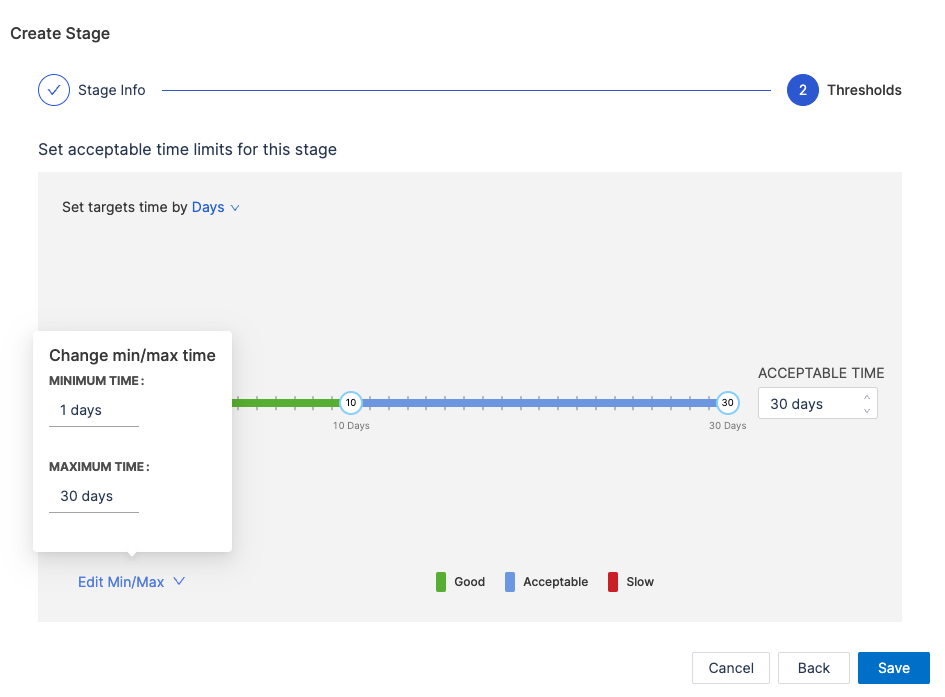 Create Stage
Stage Info
2
Thresholds
Set acceptable time limits for this stage
Set targets time by Days
Change min/max time
MINIMUM TIME:
1 days
MAXIMUM TIME:
30 days
10
10 Days
30
30 Days
ACCEPTABLE TIME
30 days
Edit Min/Max
Good
Acceptable
Slow
Cancel
Back
Save